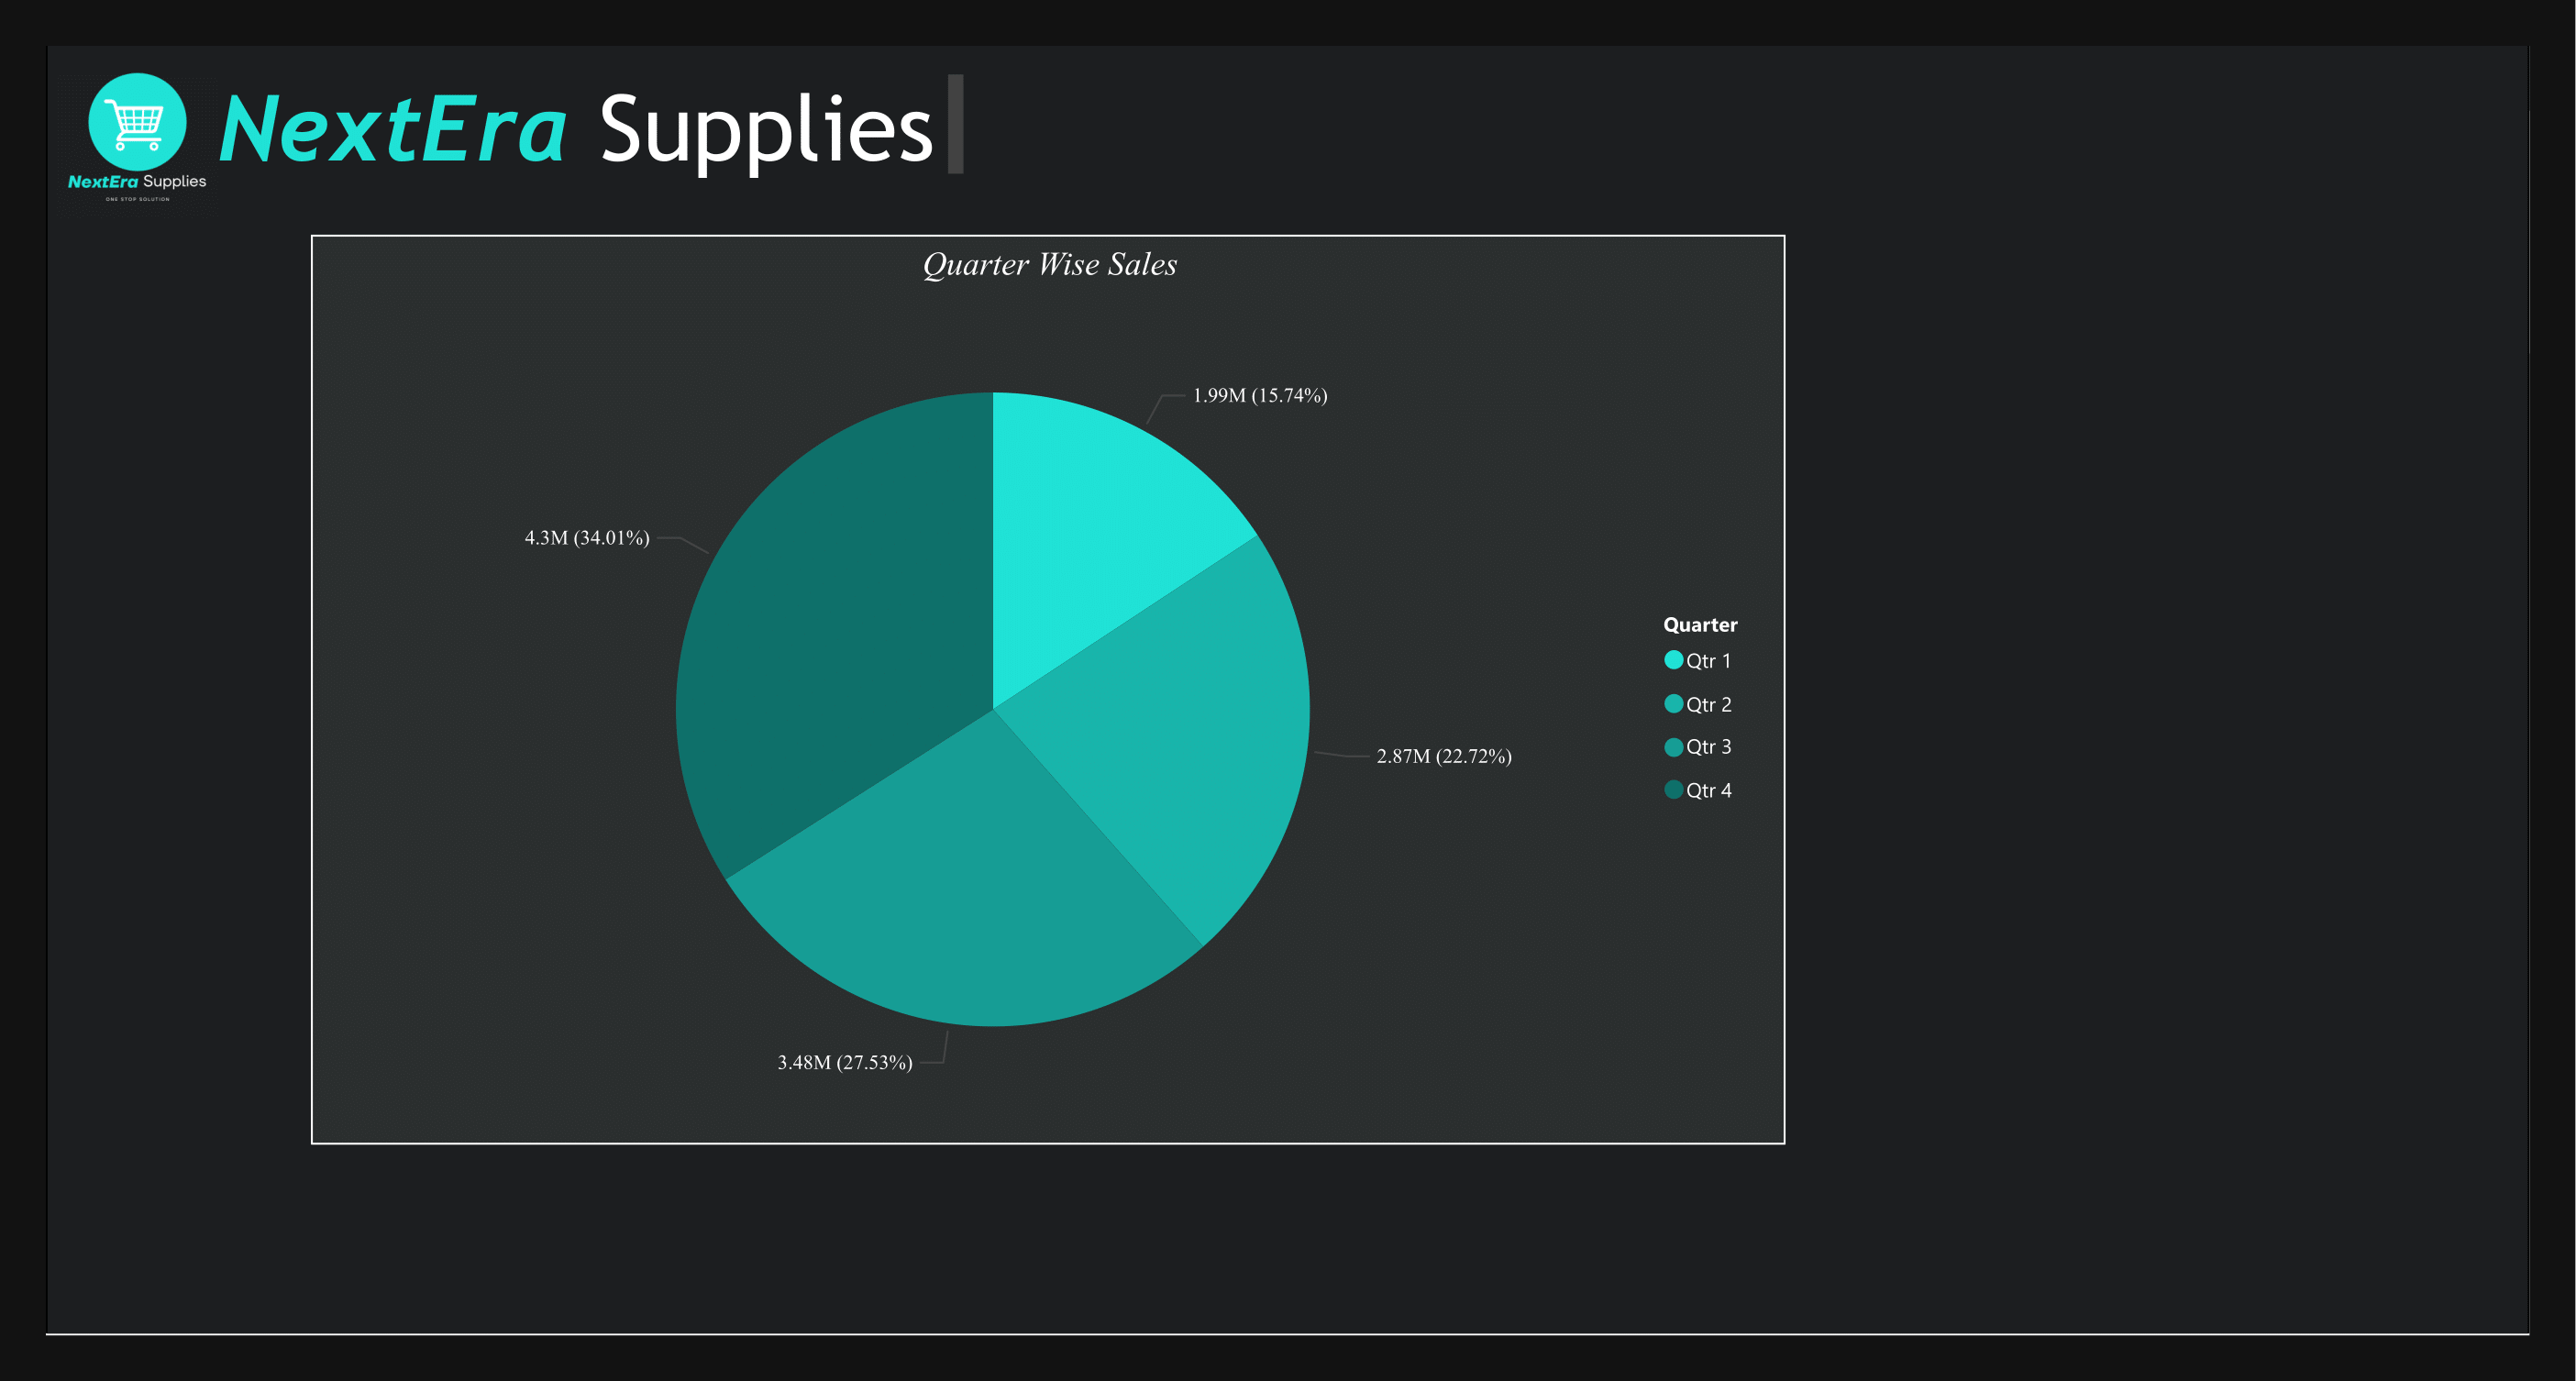 NextEra Supplies
NextEra Supplies
ONE STOP SOLUTION
Quarter Wise Sales
1.99M (15.74%)
4.3M (34.01%)
2.87M (22.72%)
3.48M (27.53%)
Quarter
Qtr 1
Qtr 2
Qtr 3
Qtr 4